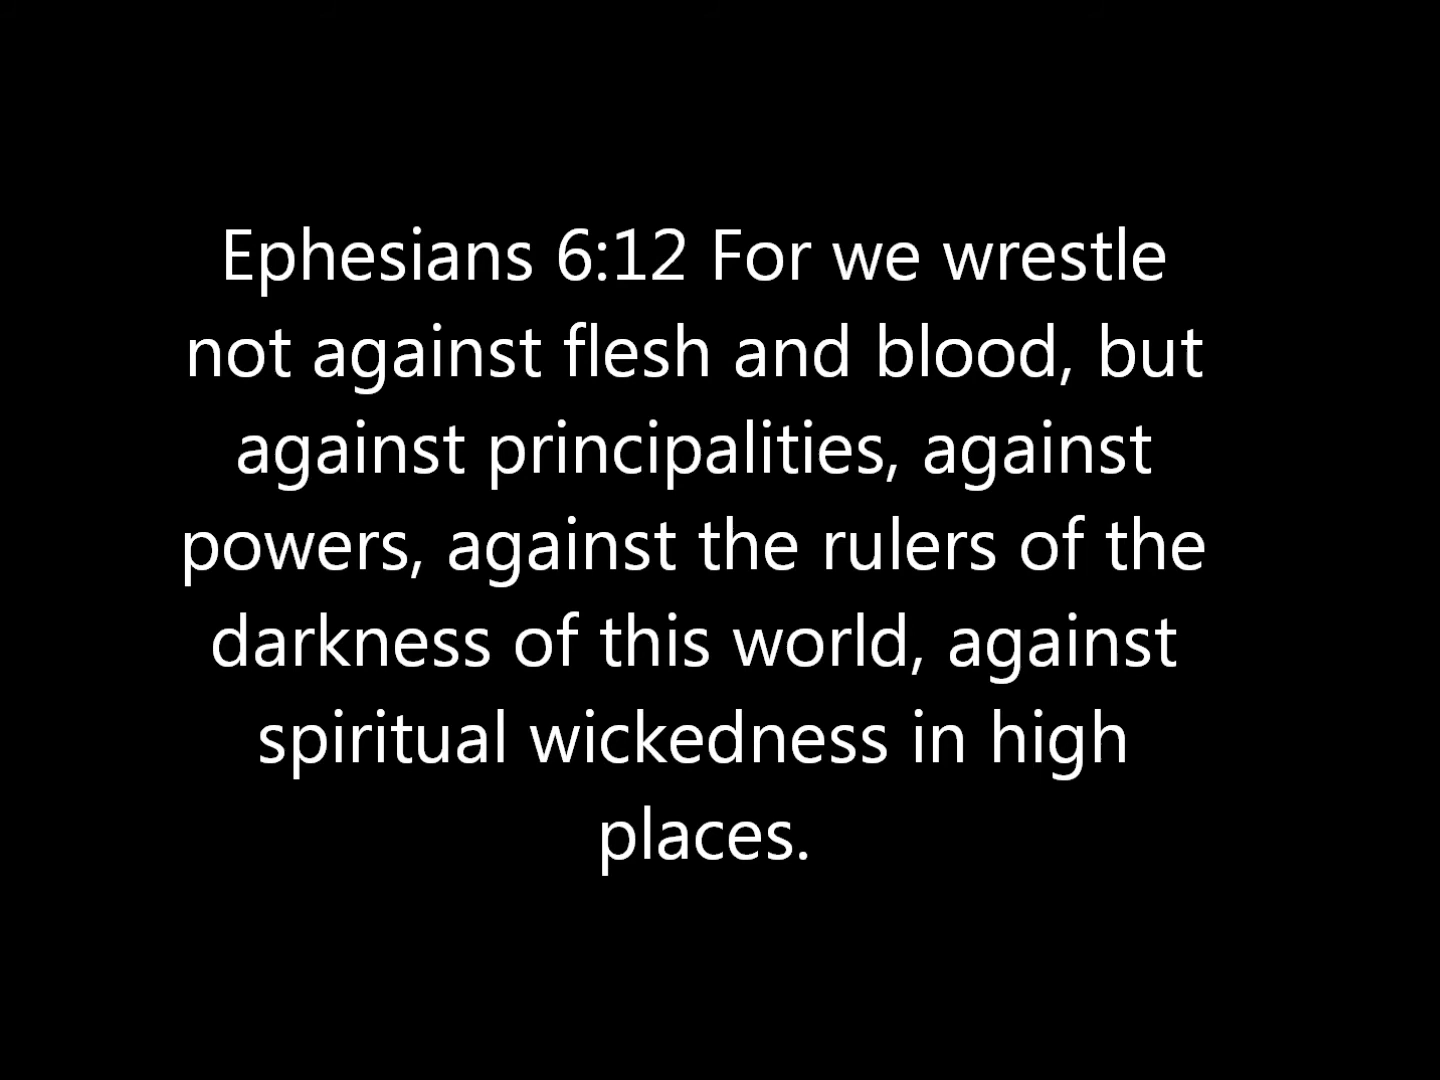 Ephesians 6:12 For we wrestle
not against flesh and blood, but
against principalities, against
powers, against the rulers of the
darkness of this world, against
spiritual wickedness in high
places.